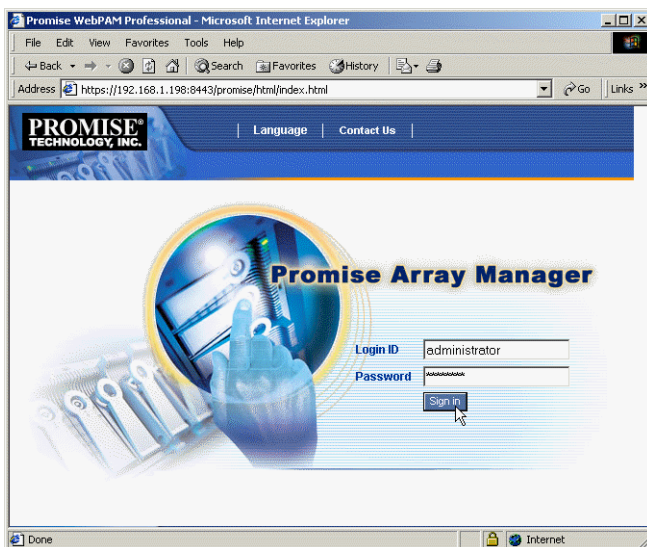 Promise WebPAM Professional - Microsoft Internet Explorer
File Edit View Favorites Tools Help
Back Search Favorites History
Address https://192.168.1.198:8443/promise/html/index.html Go Links »
PROMISE®
TECHNOLOGY, INC.
| Language | Contact Us |
Promise Array Manager
Login ID administrator
Password *********
Sign in
Done Internet